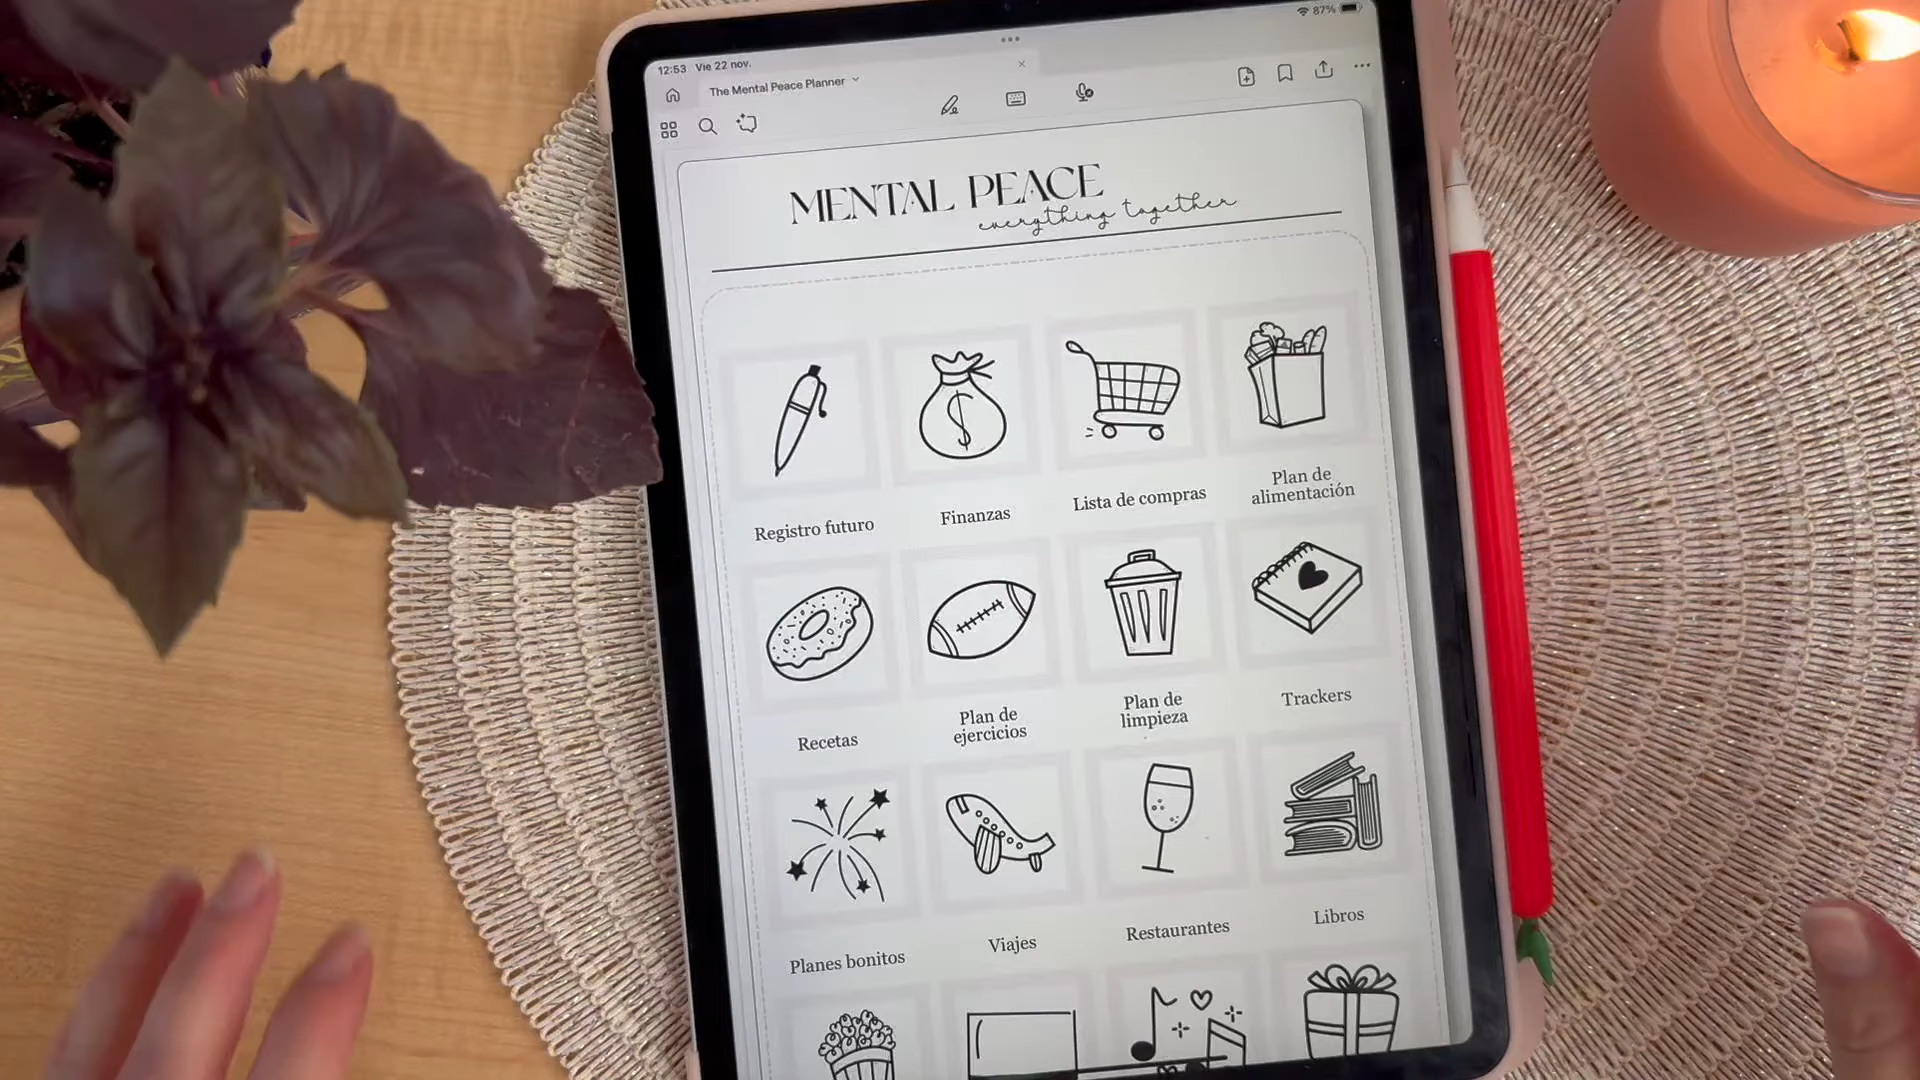 12:53 Vie 22 nov.
87%
The Mental Peace Planner
MENTAL PEACE
everything together
Registro futuro
Finanzas
Lista de compras
Plan de
alimentación
Recetas
Plan de
ejercicios
Plan de
limpieza
Trackers
Planes bonitos
Viajes
Restaurantes
Libros